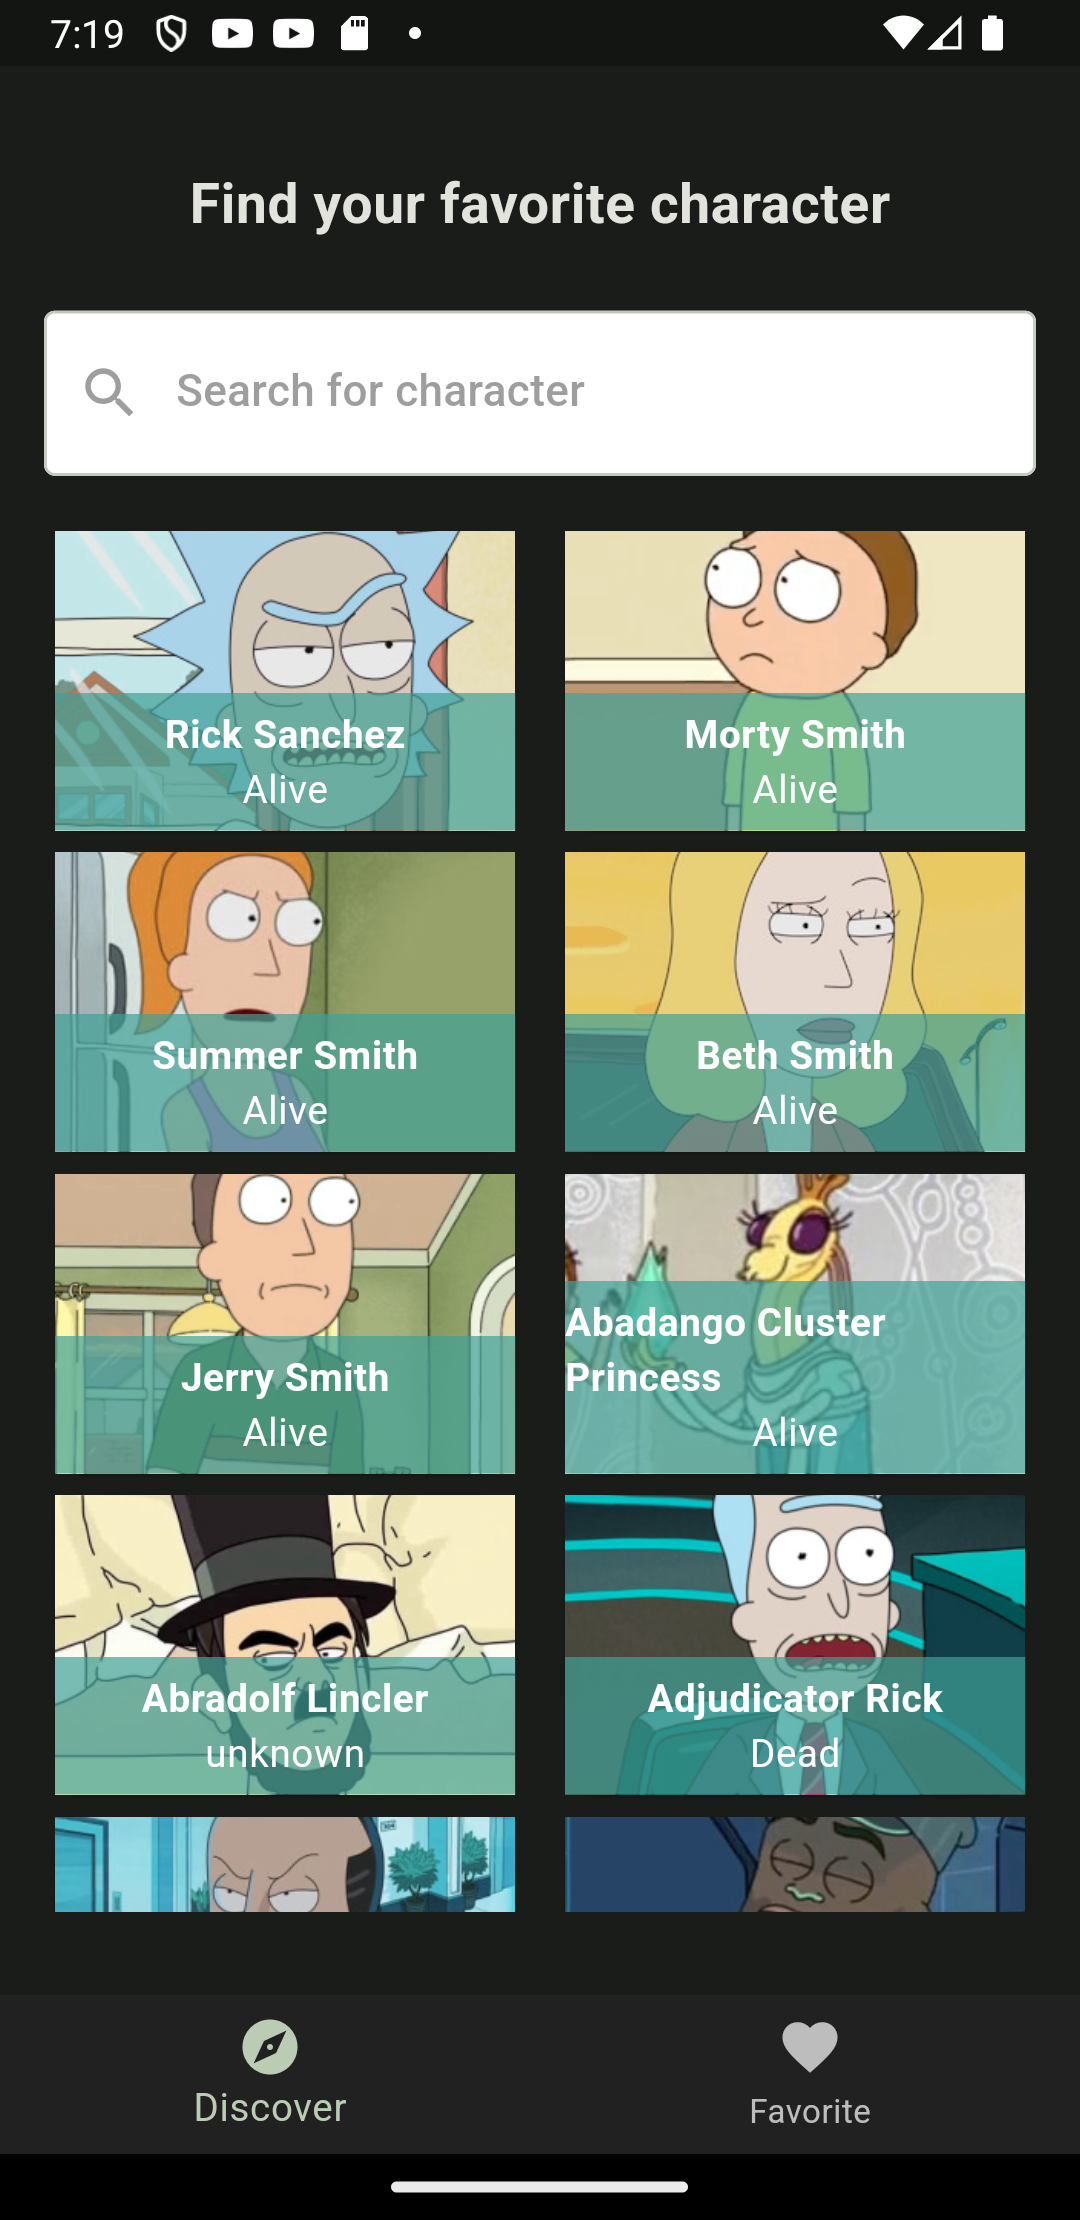 7:19
Find your favorite character
Search for character
Rick Sanchez
Alive
Morty Smith
Alive
Summer Smith
Alive
Beth Smith
Alive
Jerry Smith
Alive
Abadango Cluster
Princess
Alive
Abradolf Lincler
unknown
Adjudicator Rick
Dead
Discover
Favorite